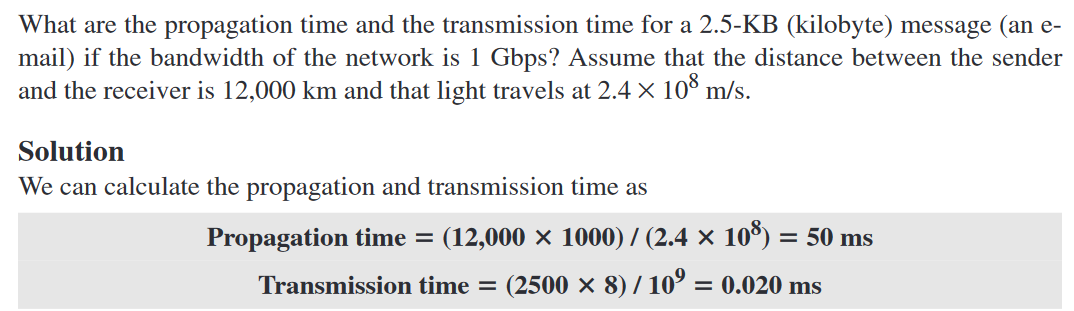 What are the propagation time and the transmission time for a 2.5-KB (kilobyte) message (an e-
mail) if the bandwidth of the network is 1 Gbps? Assume that the distance between the sender
and the receiver is 12,000 km and that light travels at 2.4 × 10⁸ m/s.
Solution
We can calculate the propagation and transmission time as
Propagation time = (12,000 × 1000) / (2.4 × 10⁸) = 50 ms
Transmission time = (2500 × 8) / 10⁹ = 0.020 ms